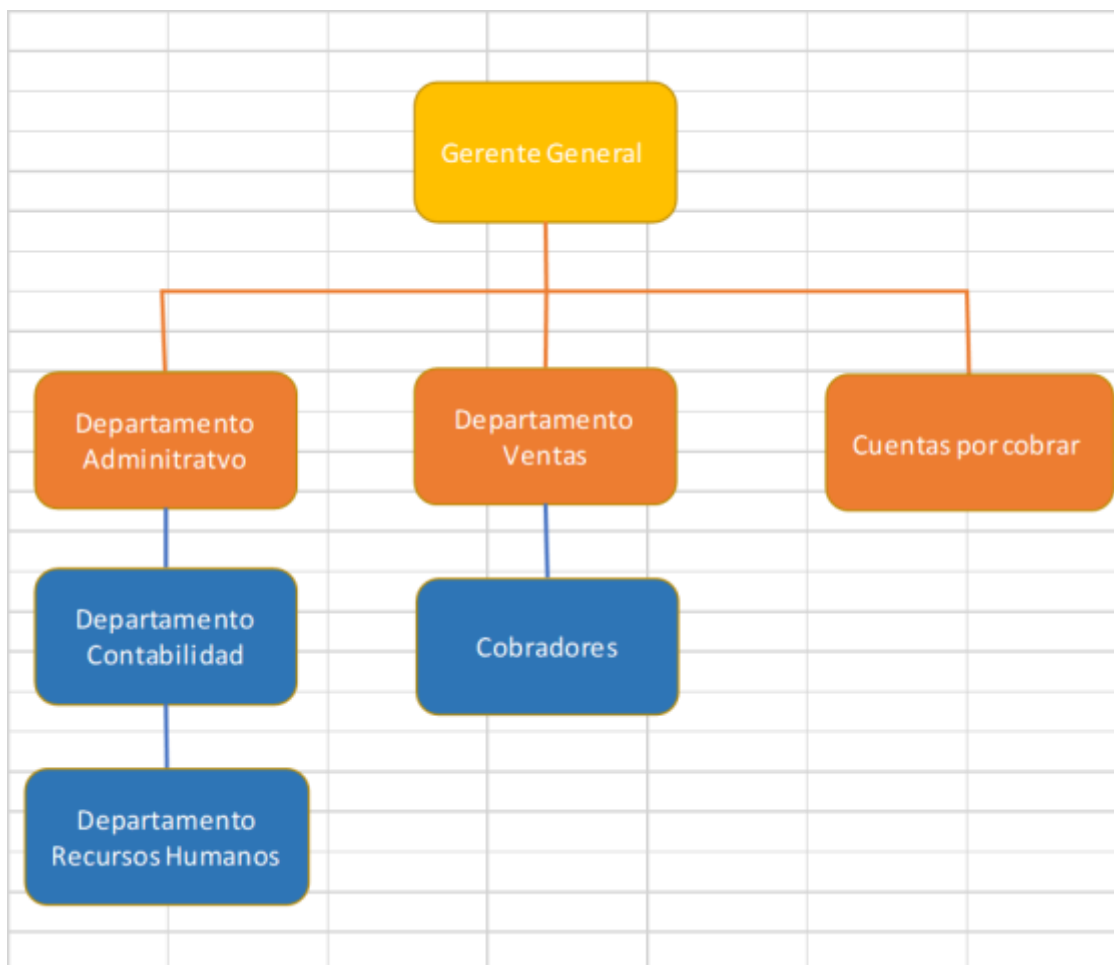 Gerente General
Departamento
Adminitratvo
Departamento
Ventas
Cuentas por cobrar
Departamento
Contabilidad
Cobradores
Departamento
Recursos Humanos